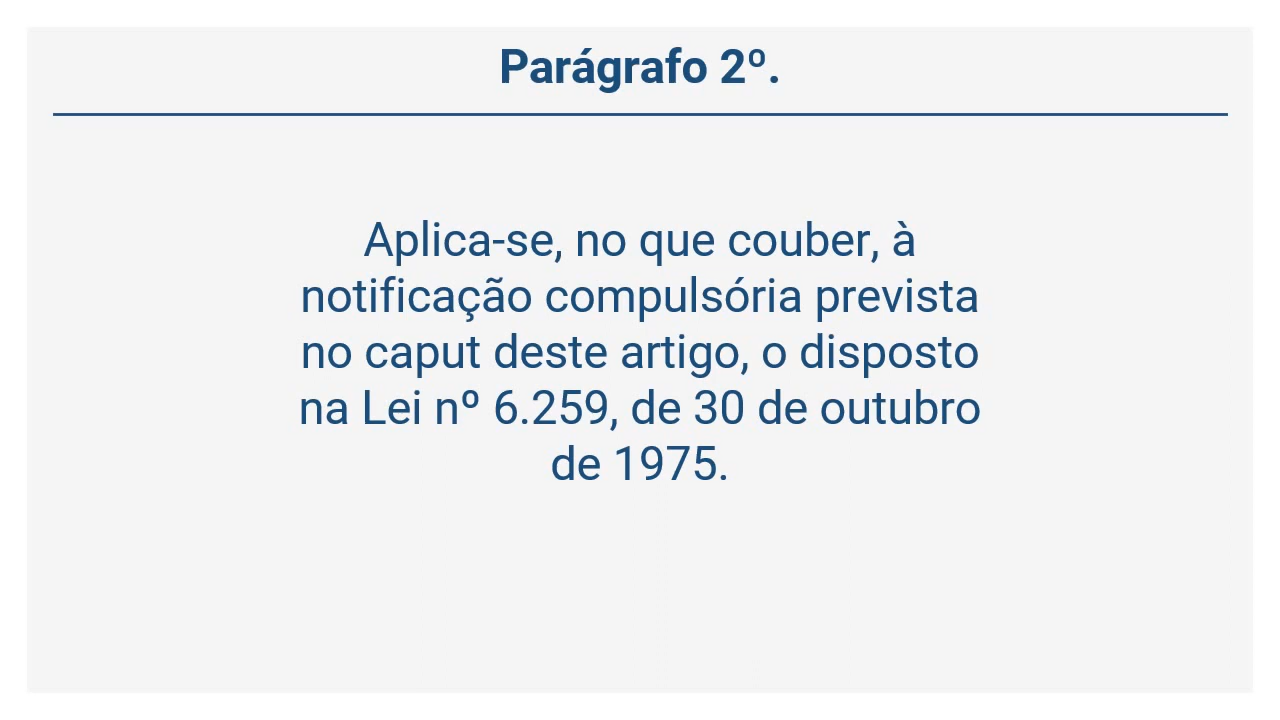 Parágrafo 2º.
Aplica-se, no que couber, à
notificação compulsória prevista
no caput deste artigo, o disposto
na Lei nº 6.259, de 30 de outubro
de 1975.